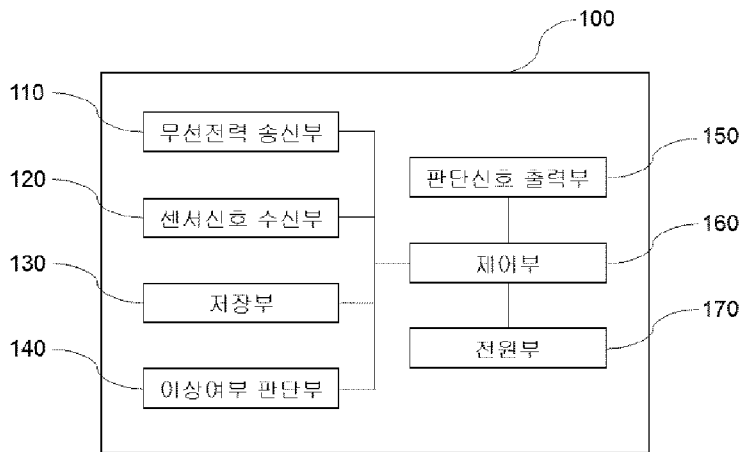 100
110
무선전력 송신부
120
센서신호 수신부
130
저장부
140
이상여부 판단부
150
판단신호 출력부
160
제어부
170
전원부